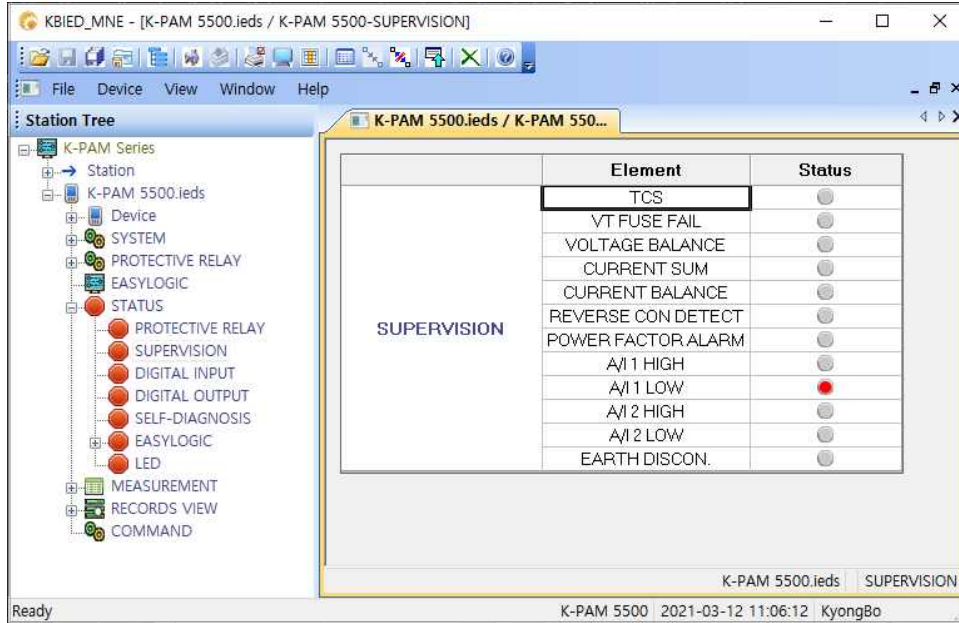 KBIED_MNE - [K-PAM 5500.ieds / K-PAM 5500-SUPERVISION]
File Device View Window Help
Station Tree
K-PAM Series
Station
K-PAM 5500.ieds
Device
SYSTEM
PROTECTIVE RELAY
EASYLOGIC
STATUS
PROTECTIVE RELAY
SUPERVISION
DIGITAL INPUT
DIGITAL OUTPUT
SELF-DIAGNOSIS
EASYLOGIC
LED
MEASUREMENT
RECORDS VIEW
COMMAND
K-PAM 5500.ieds / K-PAM 550...
Element Status
SUPERVISION
TCS
VT FUSE FAIL
VOLTAGE BALANCE
CURRENT SUM
CURRENT BALANCE
REVERSE CON DETECT
POWER FACTOR ALARM
A/I 1 HIGH
A/I 1 LOW
A/I 2 HIGH
A/I 2 LOW
EARTH DISCON.
K-PAM 5500.ieds SUPERVISION
Ready K-PAM 5500 2021-03-12 11:06:12 KyongBo